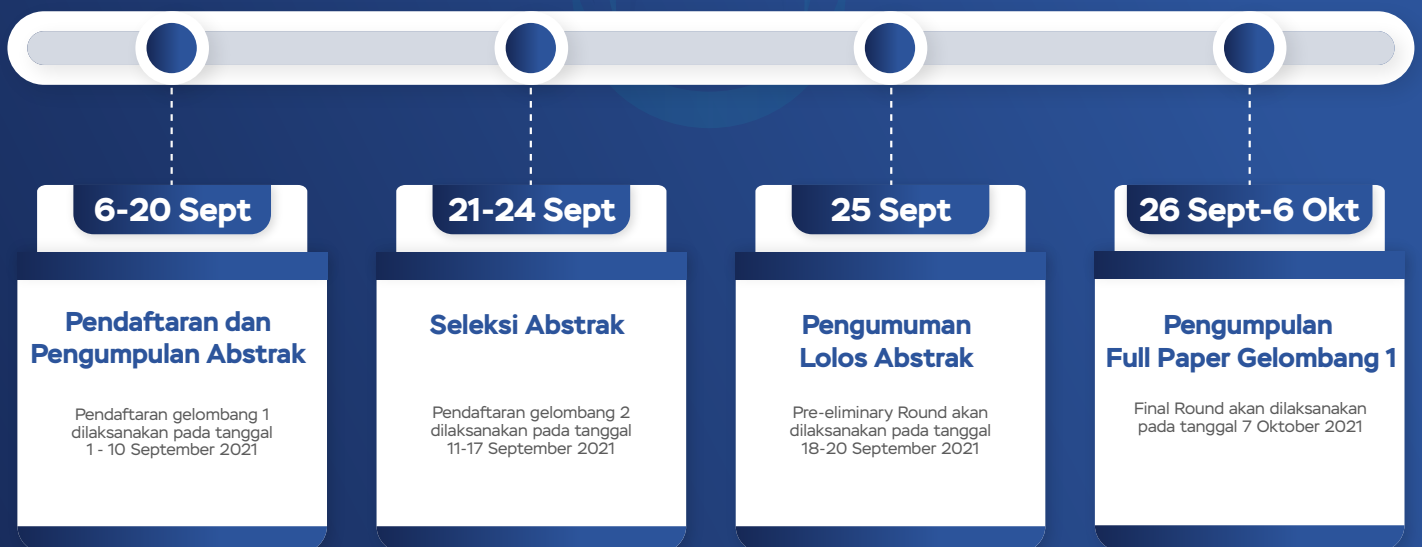 6-20 Sept
Pendaftaran dan
Pengumpulan Abstrak
Pendaftaran gelombang 1
dilaksanakan pada tanggal
1 - 10 September 2021
21-24 Sept
Seleksi Abstrak
Pendaftaran gelombang 2
dilaksanakan pada tanggal
11-17 September 2021
25 Sept
Pengumuman
Lolos Abstrak
Pre-eliminary Round akan
dilaksanakan pada tanggal
18-20 September 2021
26 Sept-6 Okt
Pengumpulan
Full Paper Gelombang 1
Final Round akan dilaksanakan
pada tanggal 7 Oktober 2021